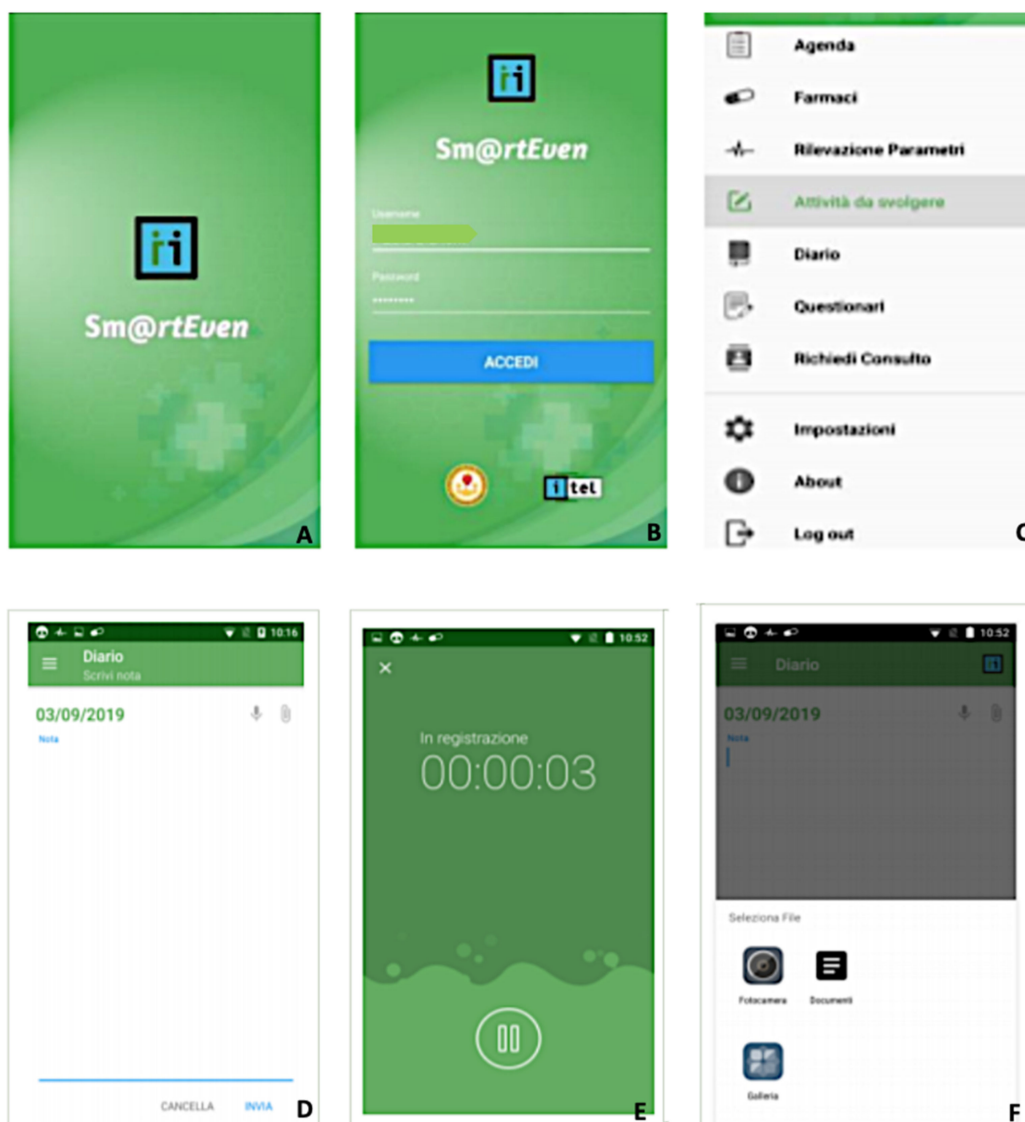 Sm@rtEven
A
Sm@rtEven
Username
Password
ACCEDI
i tel
B
Agenda
Farmaci
Rilevazione Parametri
Attività da svolgere
Diario
Questionari
Richiedi Consulto
Impostazioni
About
Log out
C
10:16
Diario
Scrivi nota
03/09/2019
Nota
CANCELLA INVIA
D
10:52
In registrazione
00:00:03
E
10:52
Diario
03/09/2019
Nota
Seleziona File
Fotocamera Documenti
Galleria
F